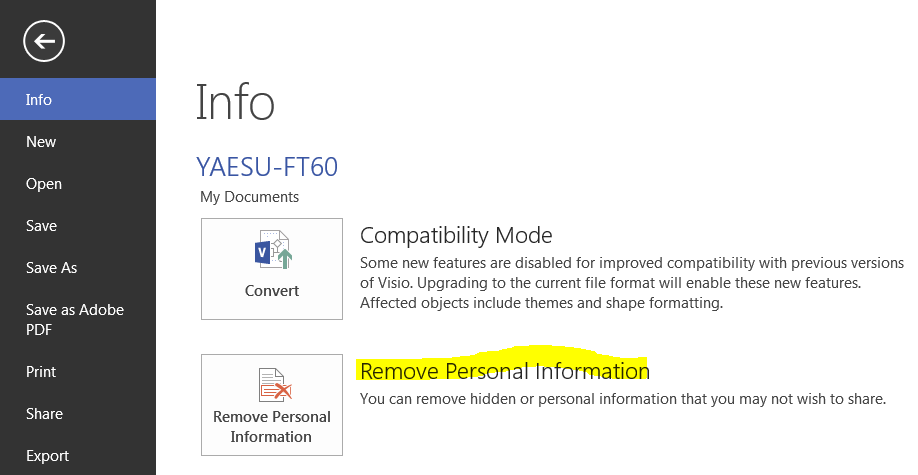 Info
New
Open
Save
Save As
Save as Adobe
PDF
Print
Share
Export
Info
YAESU-FT60
My Documents
V
Convert
Compatibility Mode
Some new features are disabled for improved compatibility with previous versions
of Visio. Upgrading to the current file format will enable these new features.
Affected objects include themes and shape formatting.
Remove Personal
Information
Remove Personal Information
You can remove hidden or personal information that you may not wish to share.